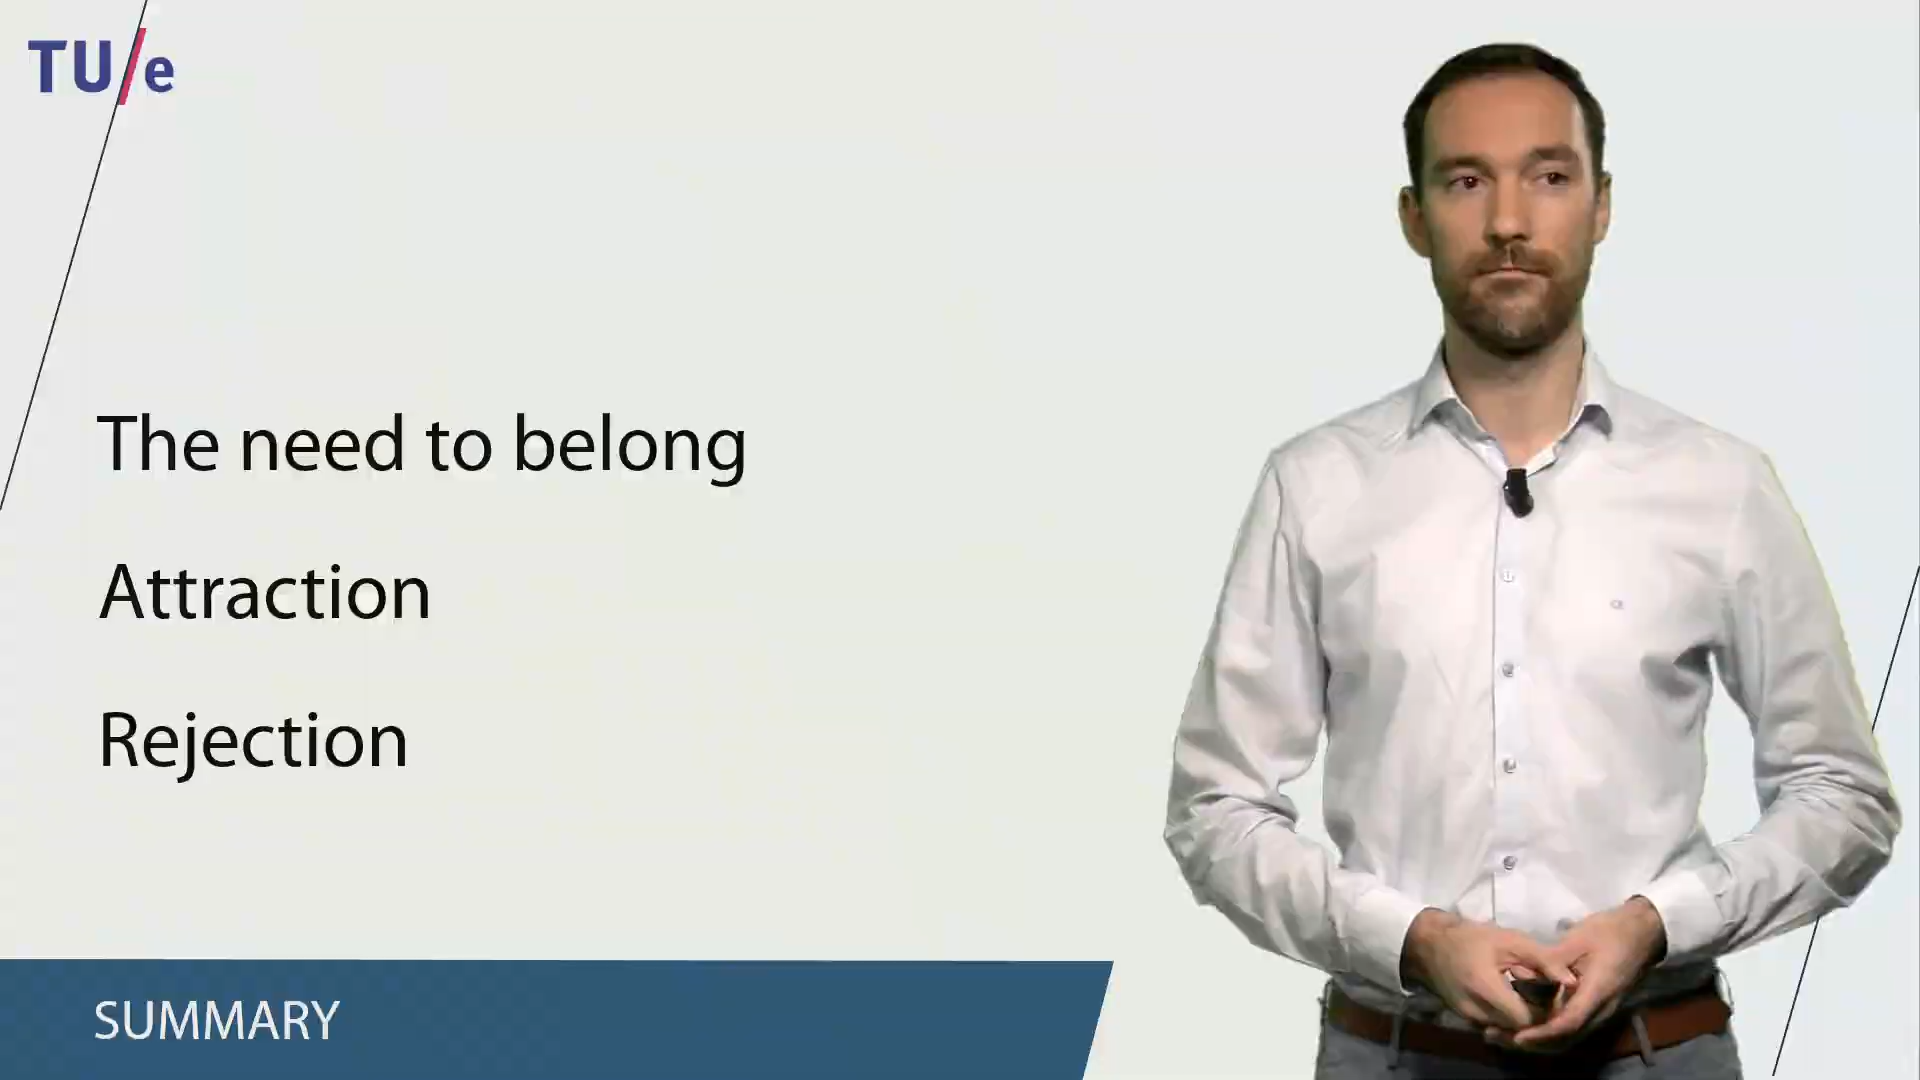 TU/e
The need to belong
Attraction
Rejection
SUMMARY